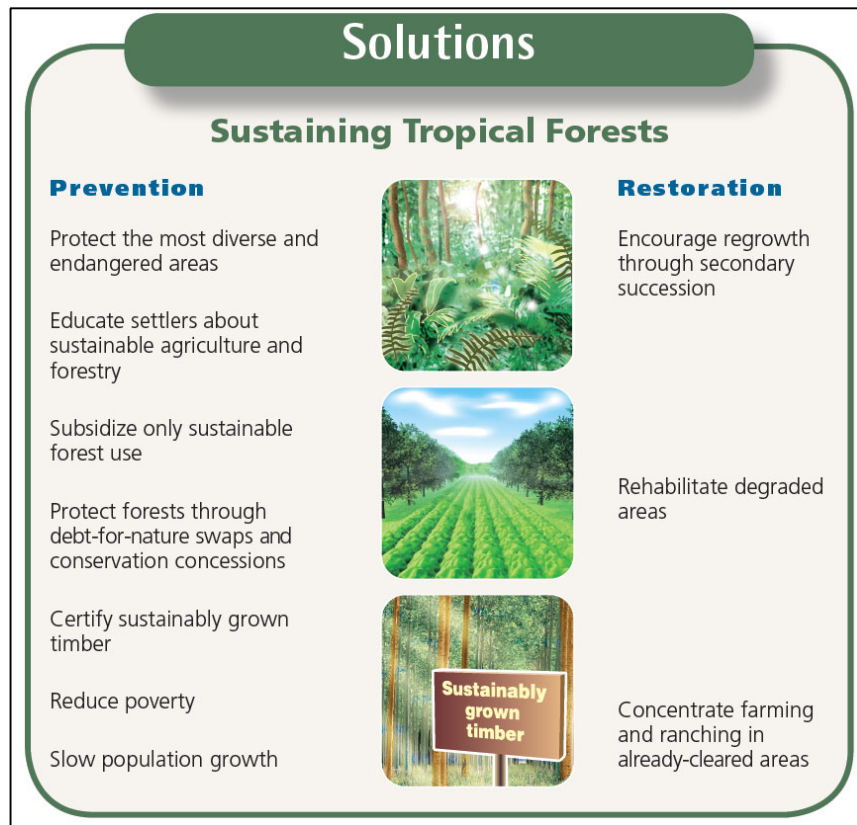 Solutions
Sustaining Tropical Forests
Prevention
Protect the most diverse and
endangered areas
Educate settlers about
sustainable agriculture and
forestry
Subsidize only sustainable
forest use
Protect forests through
debt-for-nature swaps and
conservation concessions
Certify sustainably grown
timber
Reduce poverty
Slow population growth
Sustainably
grown
timber
Restoration
Encourage regrowth
through secondary
succession
Rehabilitate degraded
areas
Concentrate farming
and ranching in
already-cleared areas